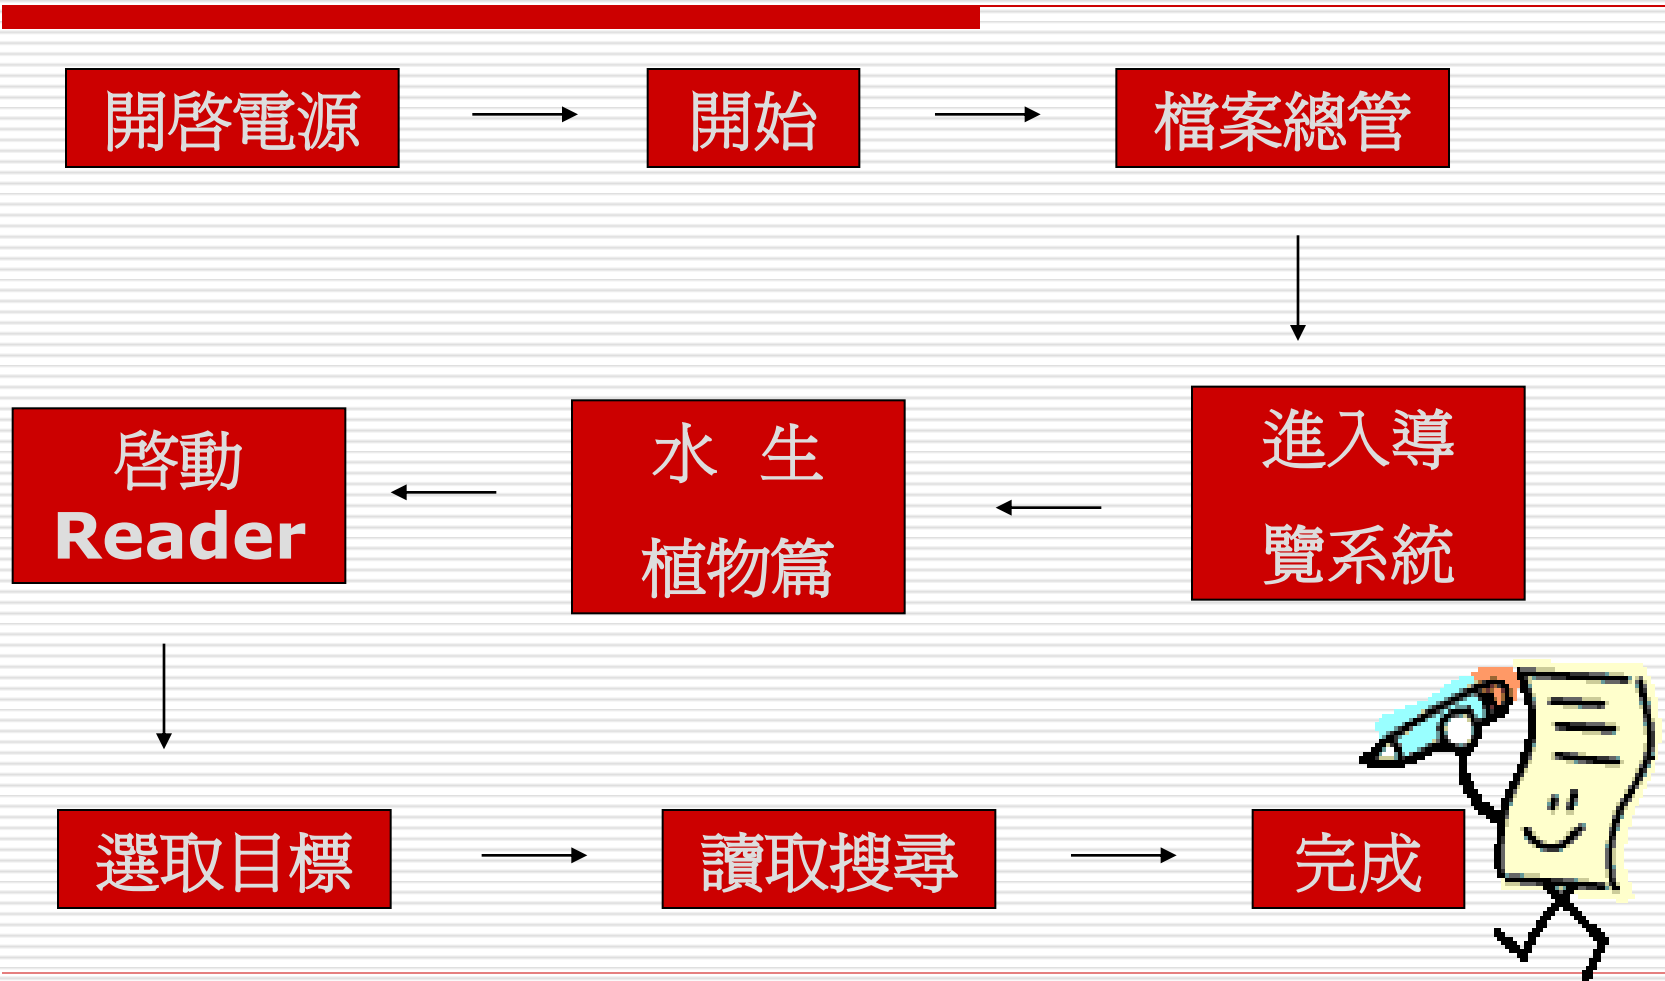 開啓電源
開始
檔案總管
進入導
覽系統
水 生
植物篇
啓動
Reader
選取目標
讀取搜尋
完成